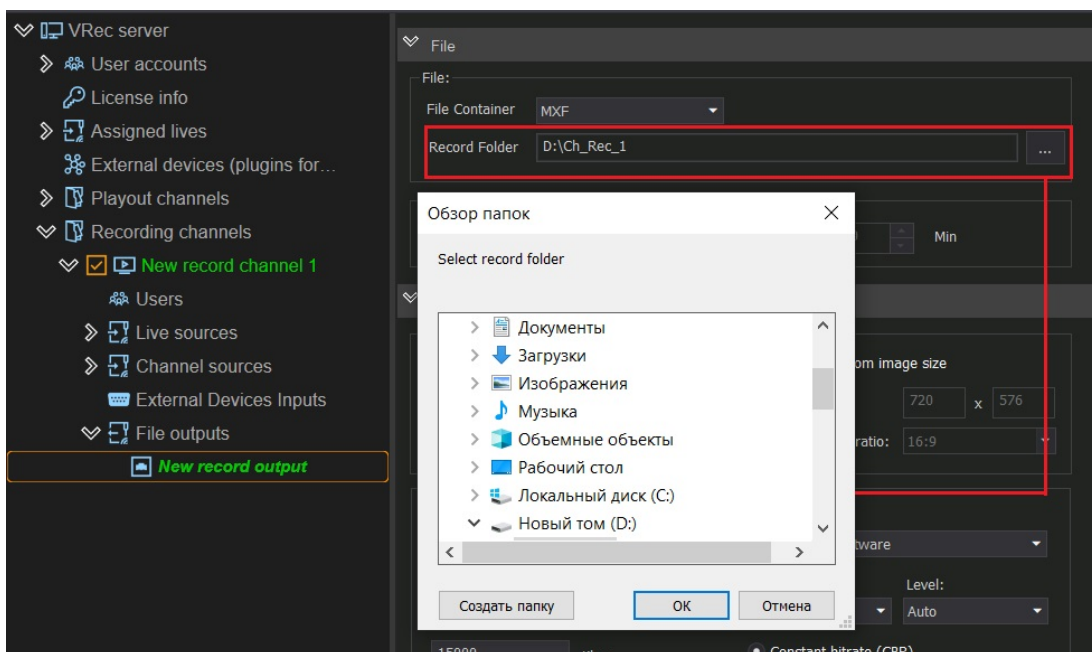 VRec server
User accounts
License info
Assigned lives
External devices (plugins for...
Playout channels
Recording channels
New record channel 1
Users
Live sources
Channel sources
External Devices Inputs
File outputs
New record output
File
File:
File Container MXF
Record Folder D:\Ch_Rec_1 ...
Min
Обзор папок
Select record folder
Документы
Загрузки
Изображения
Музыка
Объемные объекты
Рабочий стол
Локальный диск (C:)
Новый том (D:)
Создать папку OK Отмена
image size
720 x 576
16:9
Level:
Auto
15000
Constant bitrate (CBR)